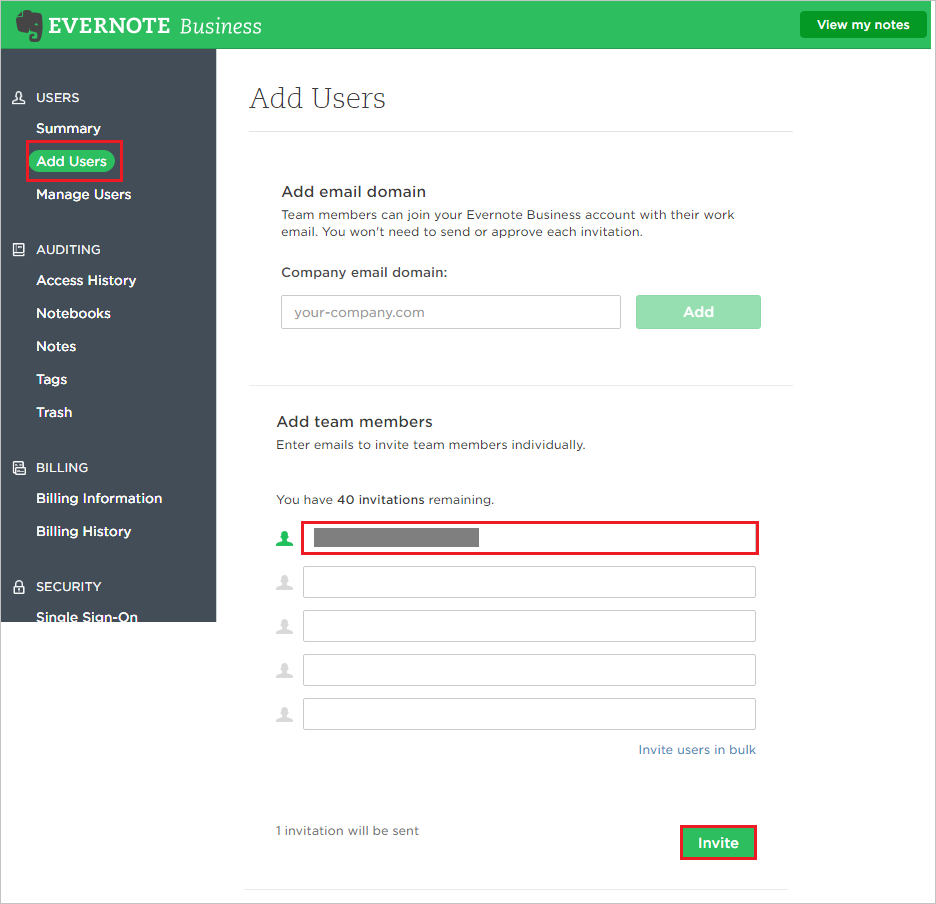 EVERNOTE Business
View my notes
USERS
Summary
Add Users
Manage Users
AUDITING
Access History
Notebooks
Notes
Tags
Trash
BILLING
Billing Information
Billing History
SECURITY
Single Sign-On
Add Users
Add email domain
Team members can join your Evernote Business account with their work
email. You won't need to send or approve each invitation.
Company email domain:
your-company.com
Add
Add team members
Enter emails to invite team members individually.
You have 40 invitations remaining.
Invite users in bulk
1 invitation will be sent
Invite